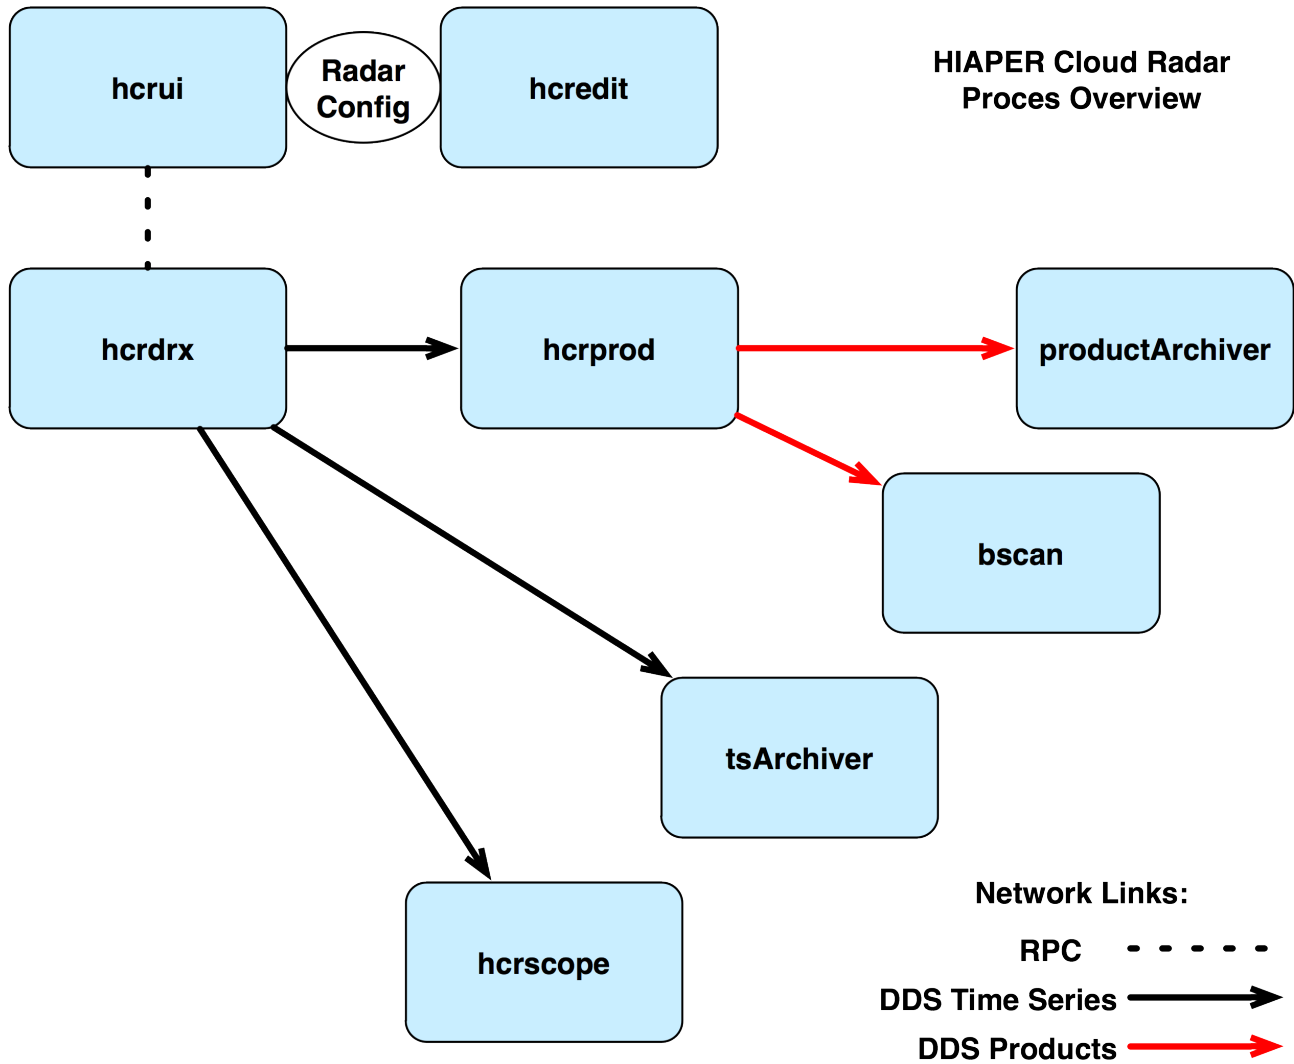 hcrui
Radar
Config
hcredit
HIAPER Cloud Radar
Proces Overview
hcrdrx
hcrprod
productArchiver
bscan
tsArchiver
hcrscope
Network Links:
RPC
DDS Time Series
DDS Products